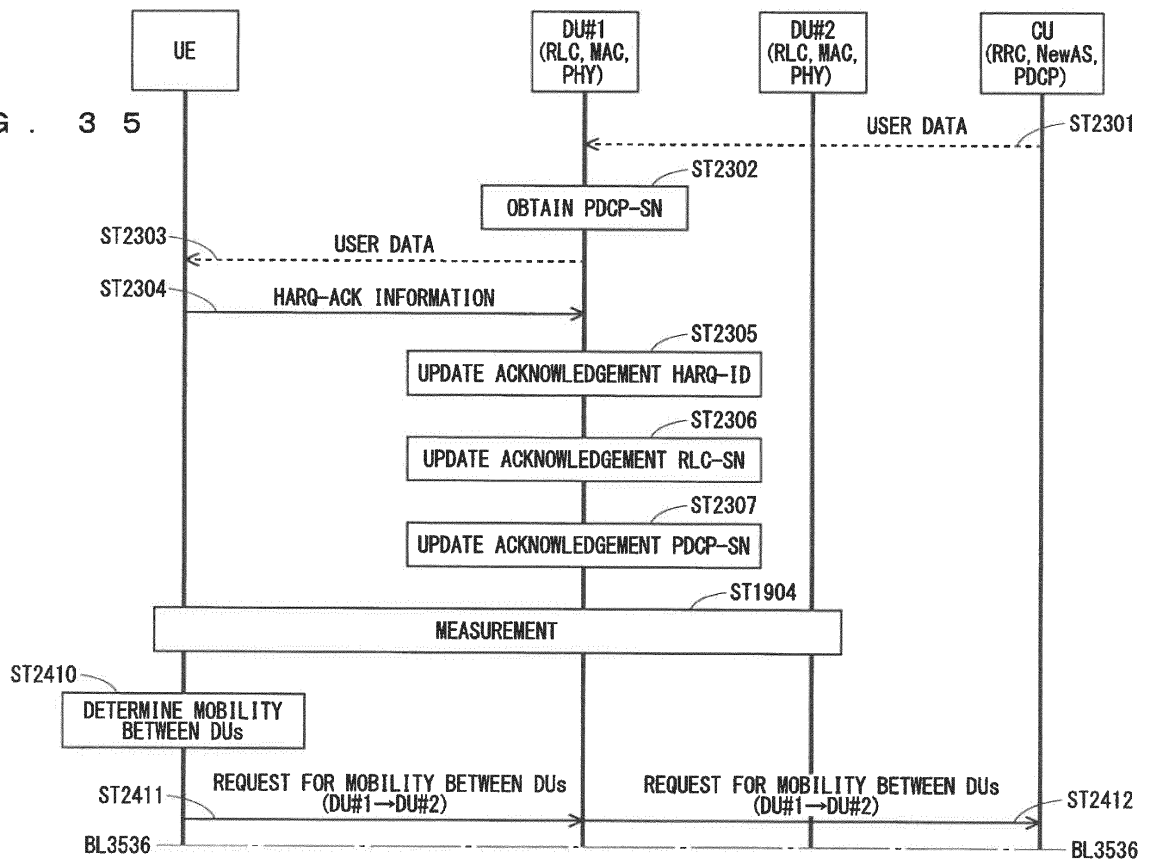 UE
DU#1
(RLC, MAC,
PHY)
DU#2
(RLC, MAC,
PHY)
CU
(RRC, NewAS,
PDCP)
G . 3 5
USER DATA
ST2301
ST2302
OBTAIN PDCP-SN
ST2303
USER DATA
ST2304
HARQ-ACK INFORMATION
ST2305
UPDATE ACKNOWLEDGEMENT HARQ-ID
ST2306
UPDATE ACKNOWLEDGEMENT RLC-SN
ST2307
UPDATE ACKNOWLEDGEMENT PDCP-SN
ST1904
MEASUREMENT
ST2410
DETERMINE MOBILITY
BETWEEN DUs
ST2411
REQUEST FOR MOBILITY BETWEEN DUs
(DU#1→DU#2)
REQUEST FOR MOBILITY BETWEEN DUs
(DU#1→DU#2)
ST2412
BL3536
BL3536